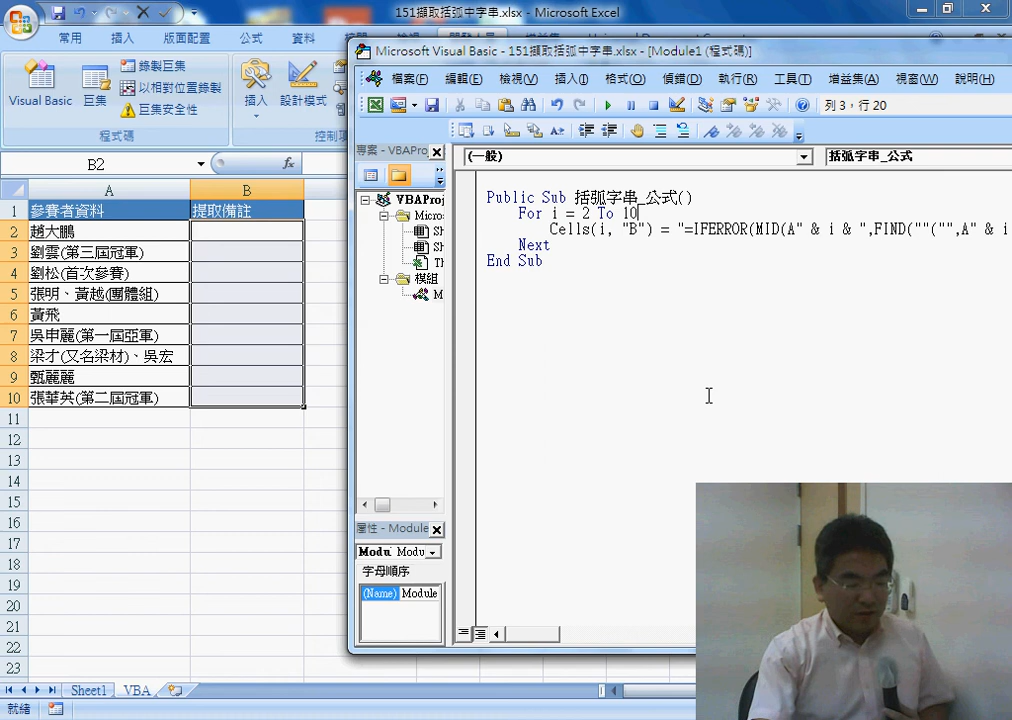 151擷取括弧中字串.xlsx - Microsoft Excel
常用 插入 版面配置 公式 資料
Visual Basic 巨集 錄製巨集 以相對位置錄製 巨集安全性 插入 設計模式
程式碼 控制項
B2 fx
A B
1 參賽者資料 提取備註
2 趙大鵬
3 劉雲(第三屆冠軍)
4 劉松(首次參賽)
5 張明、黃越(團體組)
6 黃飛
7 吳申麗(第一屆亞軍)
8 梁才(又名梁材)、吳宏
9 甄麗麗
10 張華英(第二屆冠軍)
11
12
13
14
15
16
17
18
19
20
21
22
23
Sheet1 VBA
就緒
Microsoft Visual Basic - 151擷取括弧中字串.xlsx - [Module1 (程式碼)]
檔案(F) 編輯(E) 檢視(V) 插入(I) 格式(O) 偵錯(D) 執行(R) 工具(T) 增益集(A) 視窗(W) 說明(H)
列 3，行 20
專案 - VBAProj
VBAProj
Micro
Sh
Sh
Th
模組
M
屬性 - Module
Modu Modu
字母順序
(Name) Module
(一般) 括弧字串_公式
Public Sub 括弧字串_公式()
For i = 2 To 10
Cells(i, "B") = "=IFERROR(MID(A" & i & ",FIND(""("",A" & i
Next
End Sub